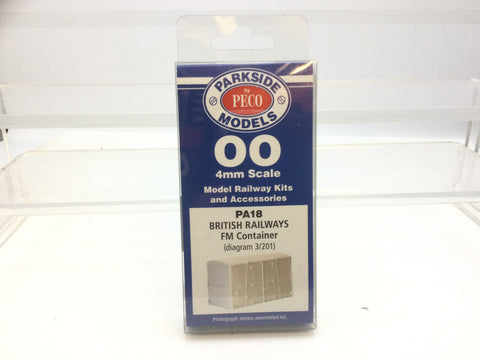 PARKSIDE
by
PECO
MODELS
OO
4mm Scale
Model Railway Kits
and Accessories
PA18
BRITISH RAILWAYS
FM Container
(diagram 3/201)
Photograph shows assembled kit.